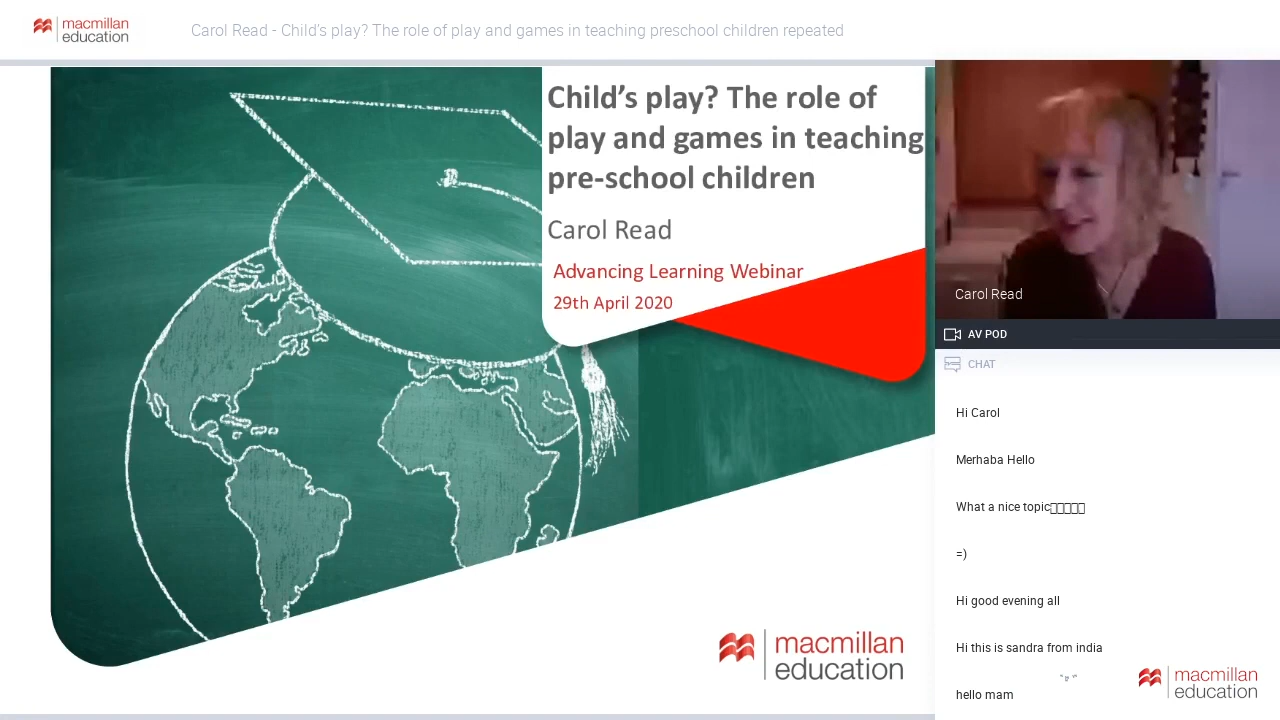 macmillan
education
Carol Read - Child's play? The role of play and games in teaching preschool children repeated
Child's play? The role of
play and games in teaching
pre-school children
Carol Read
Advancing Learning Webinar
29th April 2020
macmillan
education
Carol Read
AV POD
CHAT
Hi Carol
Merhaba Hello
What a nice topic
=)
Hi good evening all
Hi this is sandra from india
hello mam
macmillan
education